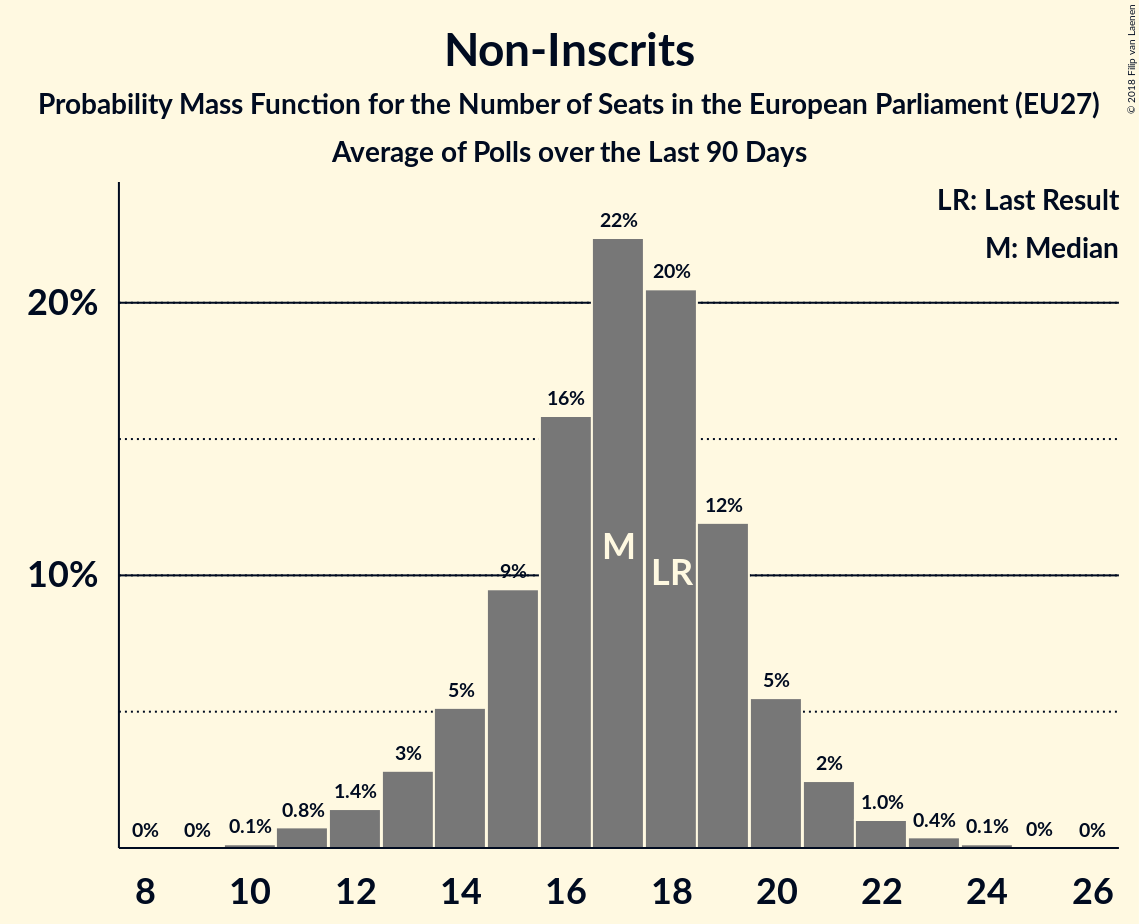 Non-Inscrits
Probability Mass Function for the Number of Seats in the European Parliament (EU27)
Average of Polls over the Last 90 Days
© 2018 Filip van Laenen
LR: Last Result
M: Median
22%
20%
20%
16%
12%
M
LR
10%
9%
5%
5%
3%
2%
1.4%
1.0%
0.8%
0.4%
0%
0%
0.1%
0.1%
0%
0%
8 10 12 14 16 18 20 22 24 26